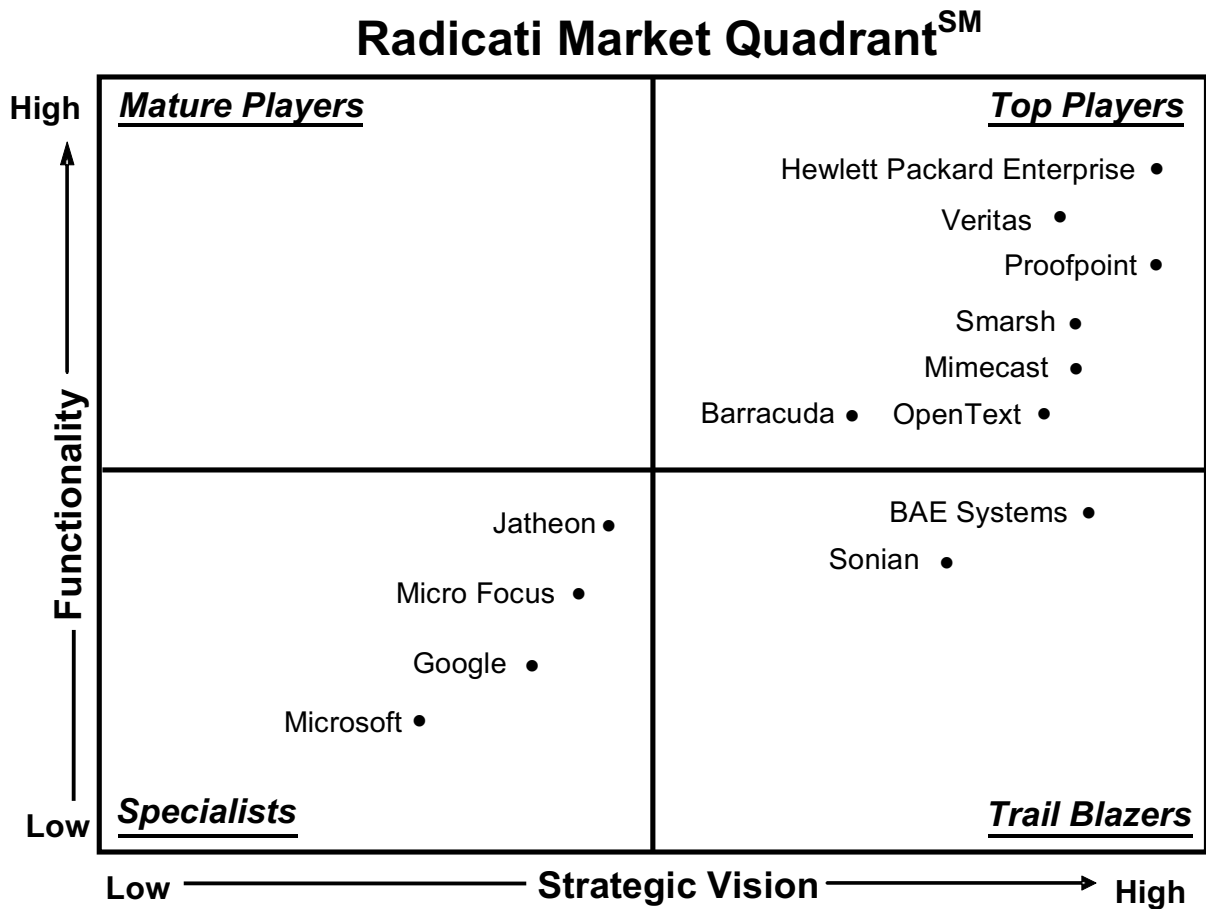 Radicati Market Quadrant SM
High
Mature Players
Top Players
Hewlett Packard Enterprise
Veritas
Proofpoint
Smarsh
Mimecast
Barracuda
OpenText
Functionality
Jatheon
BAE Systems
Sonian
Micro Focus
Google
Microsoft
Low
Specialists
Trail Blazers
Low
Strategic Vision
High